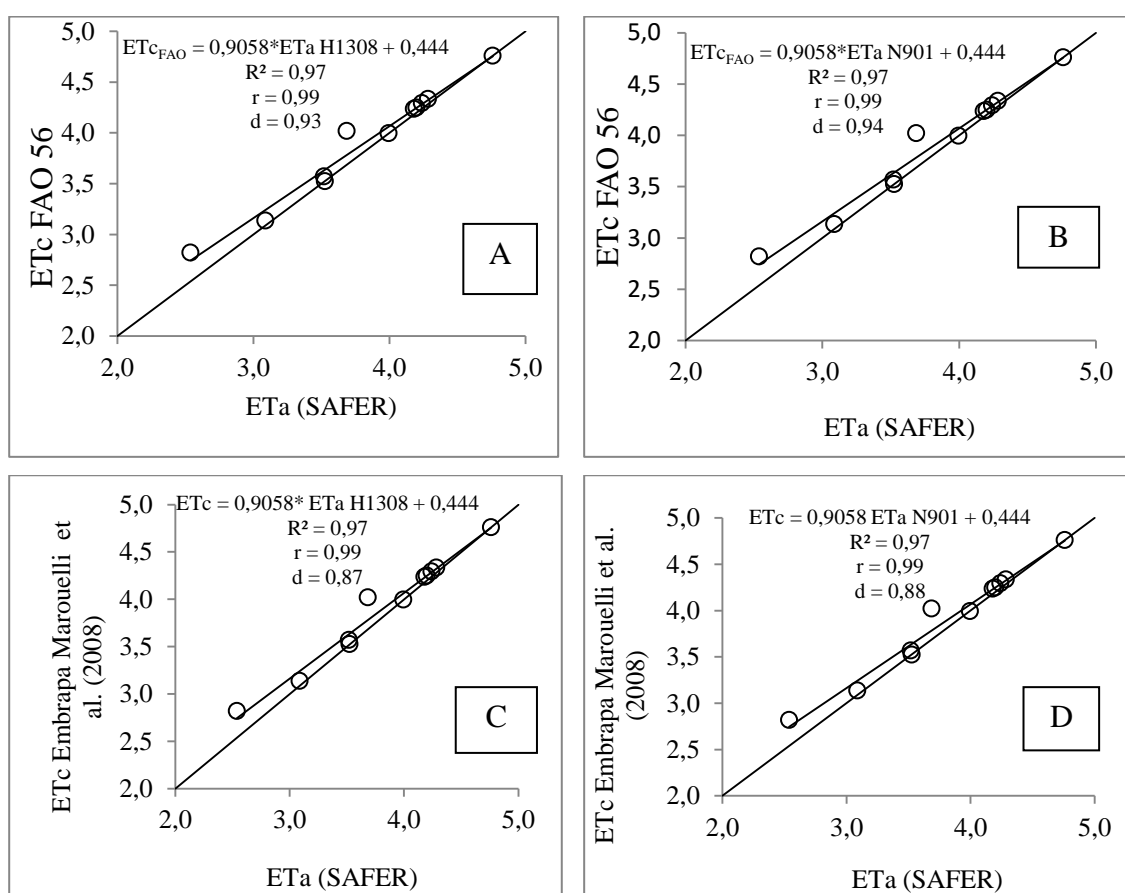 ETc FAO 56
5,0
4,5
4,0
3,5
3,0
2,5
2,0
ETcFAO = 0,9058*ETa H1308 + 0,444
R² = 0,97
r = 0,99
d = 0,93
A
2,0 3,0 4,0 5,0
ETa (SAFER)
ETc FAO 56
5,0
4,5
4,0
3,5
3,0
2,5
2,0
ETcFAO = 0,9058*ETa N901 + 0,444
R² = 0,97
r = 0,99
d = 0,94
B
2,0 3,0 4,0 5,0
ETa (SAFER)
ETc Embrapa Marouelli et
al. (2008)
5,0
4,5
4,0
3,5
3,0
2,5
2,0
ETc = 0,9058* ETa H1308 + 0,444
R² = 0,97
r = 0,99
d = 0,87
C
2,0 3,0 4,0 5,0
ETa (SAFER)
ETc Embrapa Marouelli et al.
(2008)
5,0
4,5
4,0
3,5
3,0
2,5
2,0
ETc = 0,9058 ETa N901 + 0,444
R² = 0,97
r = 0,99
d = 0,88
D
2,0 3,0 4,0 5,0
ETa (SAFER)